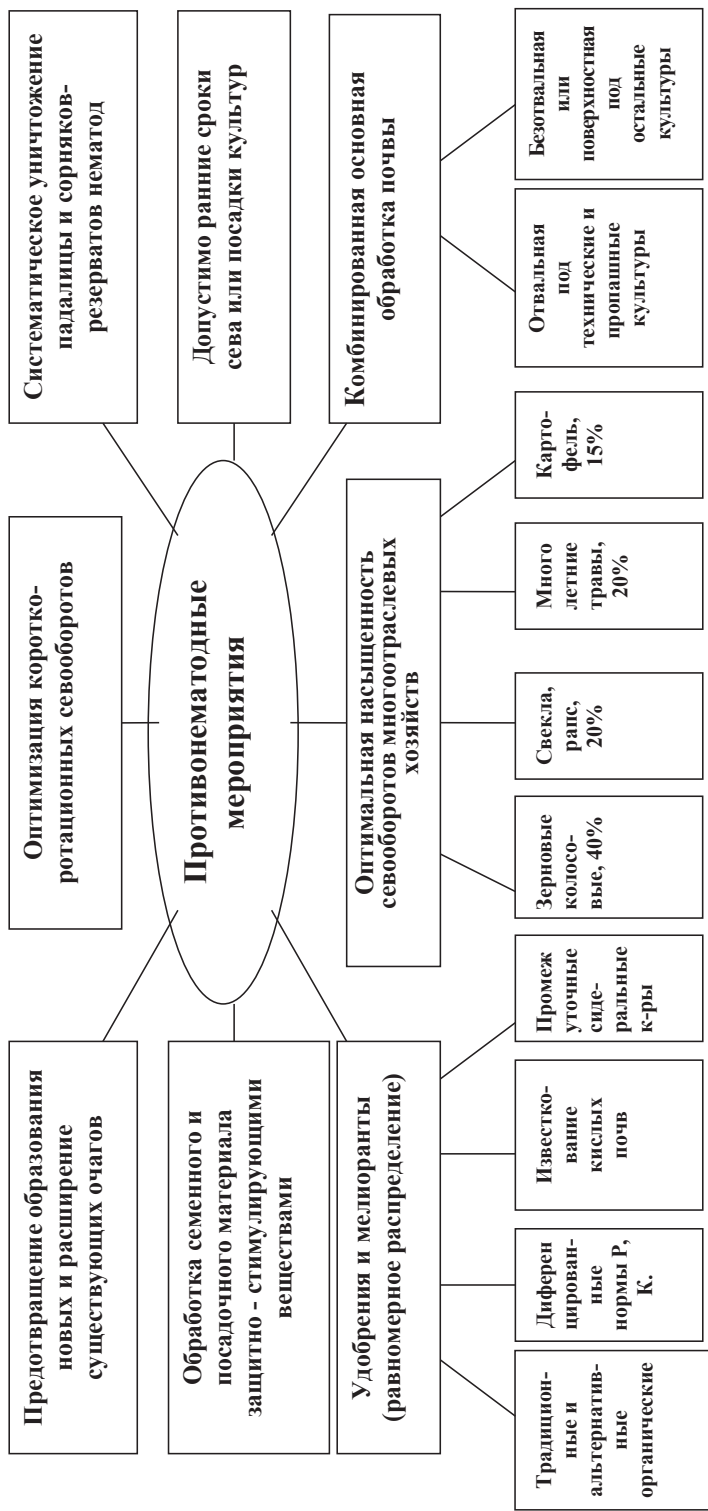 Предотвращение образования
новых и расширение
существующих очагов
Оптимизация коротко-
ротационных севооборотов
Систематическое уничтожение
падалицы и сорняков-
резерватов нематод
Обработка семенного и
посадочного материала
защитно - стимулирующими
веществами
Противонематодные
мероприятия
Допустимо ранние сроки
сева или посадки культур
Удобрения и мелиоранты
(равномерное распределение)
Оптимальная насыщенность
севооборотов многоотраслевых
хозяйств
Комбинированная основная
обработка почвы
Традицион-
ные и
альтернатив-
ные
органические
Диферен
цирован-
ные
нормы Р,
К.
Известко-
вание
кислых
почв
Промеж
уточные
сиде-
ральные
к-ры
Зерновые
колосо-
вые, 40%
Свекла,
рапс,
20%
Много
летние
травы,
20%
Карто-
фель,
15%
Отвальная
под
технические и
пропашные
культуры
Безотвальная
или
поверхностная
под
остальные
культуры